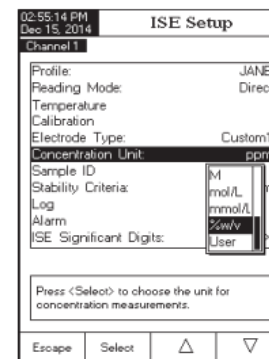 02:55:14 PM
Dec 15, 2014
ISE Setup
Channel 1
Profile: JANE
Reading Mode: Direc
Temperature
Calibration
Electrode Type: Custom1
Concentration Unit: ppm
Sample ID
M
Stability Criteria:
mol/L
Log
mmol/L
Alarm
%w/v
ISE Significant Digits:
User
Press <Select> to choose the unit for
concentration measurements.
Escape Select